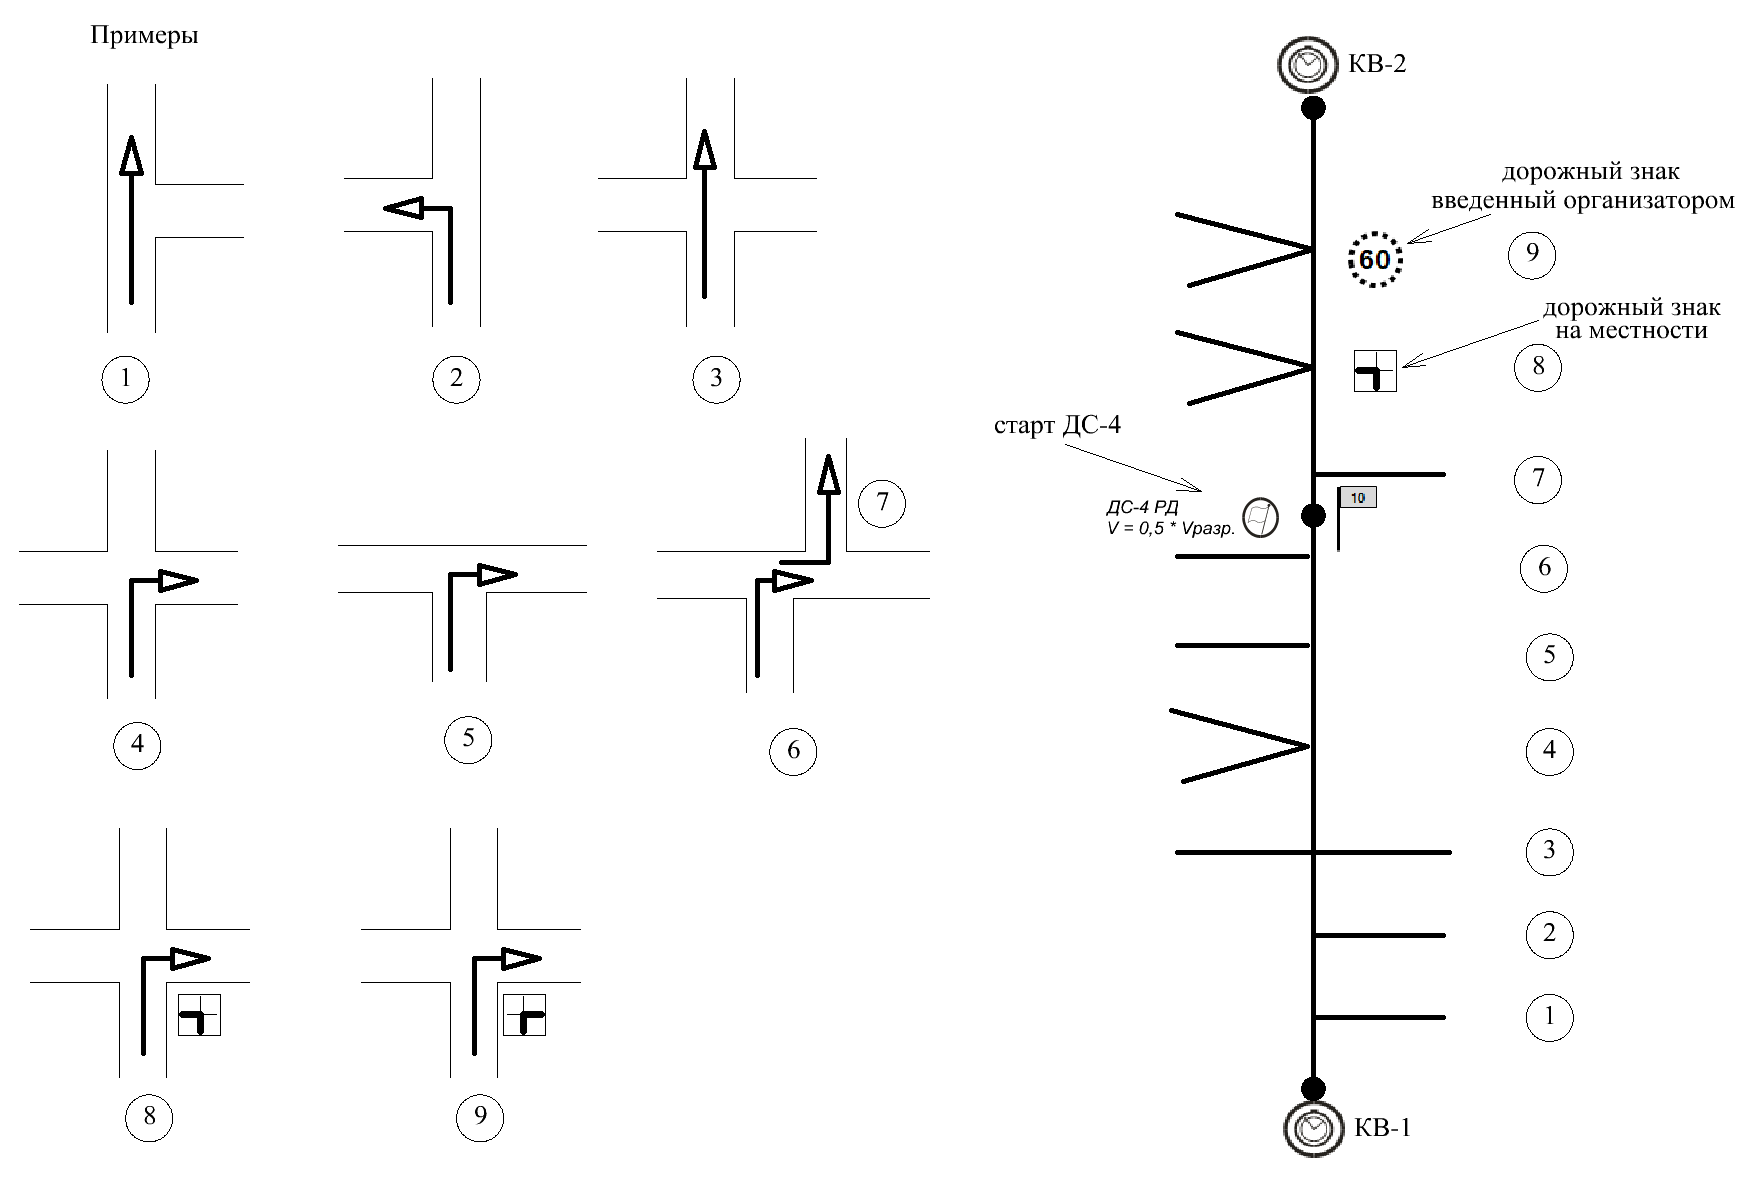 Примеры
1
2
3
4
5
6
7
8
9
КВ-2
дорожный знак
введенный организатором
60
9
дорожный знак
на местности
8
старт ДС-4
7
10
ДС-4 РД
V = 0,5 * Vразр.
6
5
4
3
2
1
КВ-1